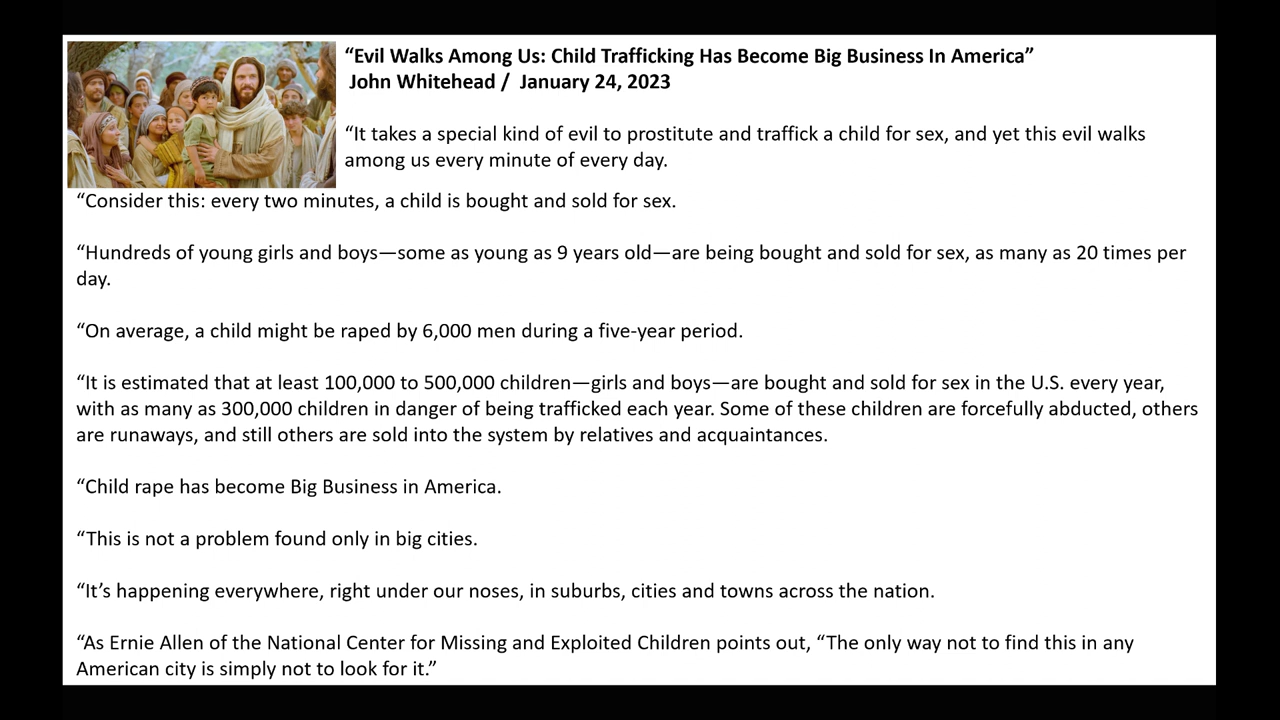 “Evil Walks Among Us: Child Trafficking Has Become Big Business In America”
John Whitehead / January 24, 2023
“It takes a special kind of evil to prostitute and traffick a child for sex, and yet this evil walks
among us every minute of every day.
“Consider this: every two minutes, a child is bought and sold for sex.
“Hundreds of young girls and boys—some as young as 9 years old—are being bought and sold for sex, as many as 20 times per
day.
“On average, a child might be raped by 6,000 men during a five-year period.
“It is estimated that at least 100,000 to 500,000 children—girls and boys—are bought and sold for sex in the U.S. every year,
with as many as 300,000 children in danger of being trafficked each year. Some of these children are forcefully abducted, others
are runaways, and still others are sold into the system by relatives and acquaintances.
“Child rape has become Big Business in America.
“This is not a problem found only in big cities.
“It’s happening everywhere, right under our noses, in suburbs, cities and towns across the nation.
“As Ernie Allen of the National Center for Missing and Exploited Children points out, “The only way not to find this in any
American city is simply not to look for it.”